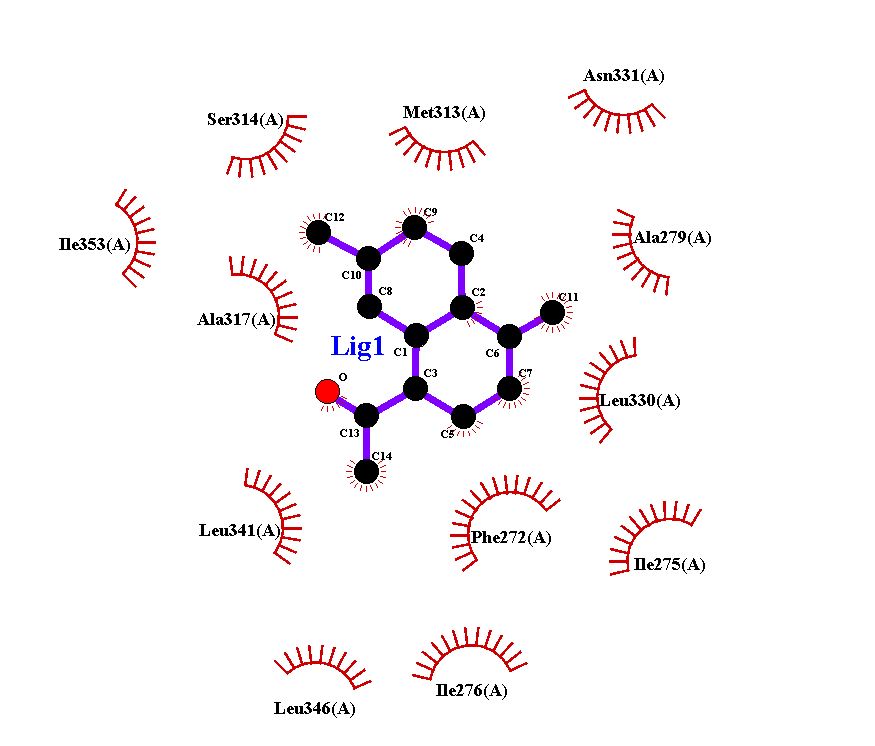 Asn331(A)
Met313(A)
Ser314(A)
C12
C9
C4
Ile353(A)
Ala279(A)
C10
C8
C2
C11
Ala317(A)
Lig1
C1
C6
O
C3
C7
Leu330(A)
C13
C5
C14
Leu341(A)
Phe272(A)
Ile275(A)
Ile276(A)
Leu346(A)